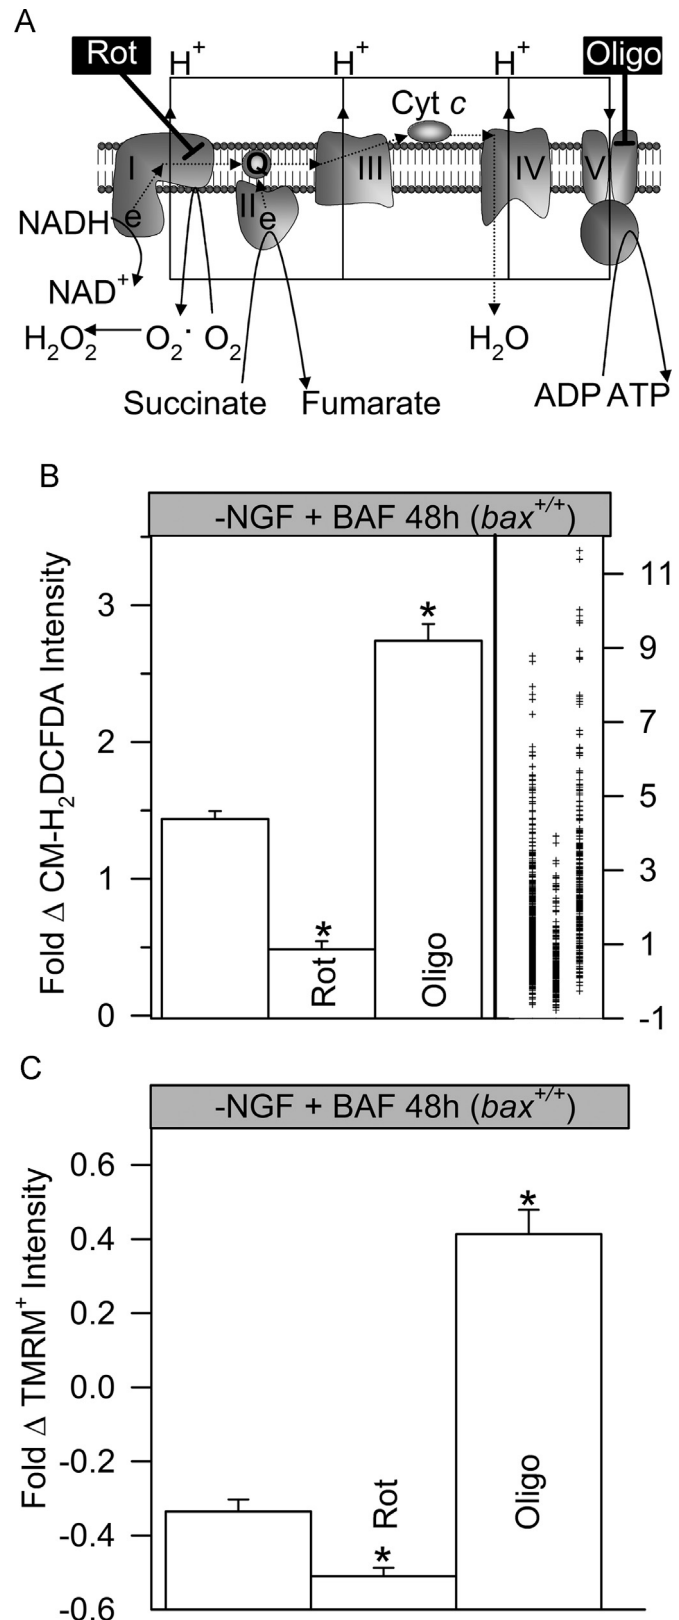 A
Rot
H+
H+
H+
Oligo
Cyt c
I
Q
III
IV
V
II
e
e
NADH
NAD+
H2O2
O2·
O2
H2O
Succinate
Fumarate
ADP
ATP
B
-NGF + BAF 48h (bax+/+)
Fold Δ CM-H2DCFDA Intensity
3
2
1
0
*
*
Rot
Oligo
11
9
7
5
3
1
-1
C
-NGF + BAF 48h (bax+/+)
Fold Δ TMRM+ Intensity
0.6
0.4
0.2
0.0
-0.2
-0.4
-0.6
*
Rot
*
Oligo